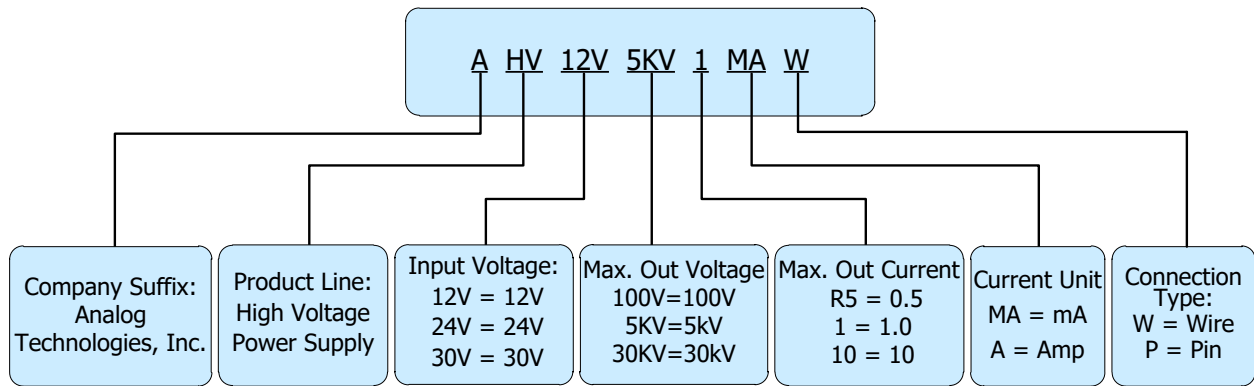 A HV 12V 5KV 1 MA W
Company Suffix:
Analog
Technologies, Inc.
Product Line:
High Voltage
Power Supply
Input Voltage:
12V = 12V
24V = 24V
30V = 30V
Max. Out Voltage
100V=100V
5KV=5kV
30KV=30kV
Max. Out Current
R5 = 0.5
1 = 1.0
10 = 10
Current Unit
MA = mA
A = Amp
Connection
Type:
W = Wire
P = Pin